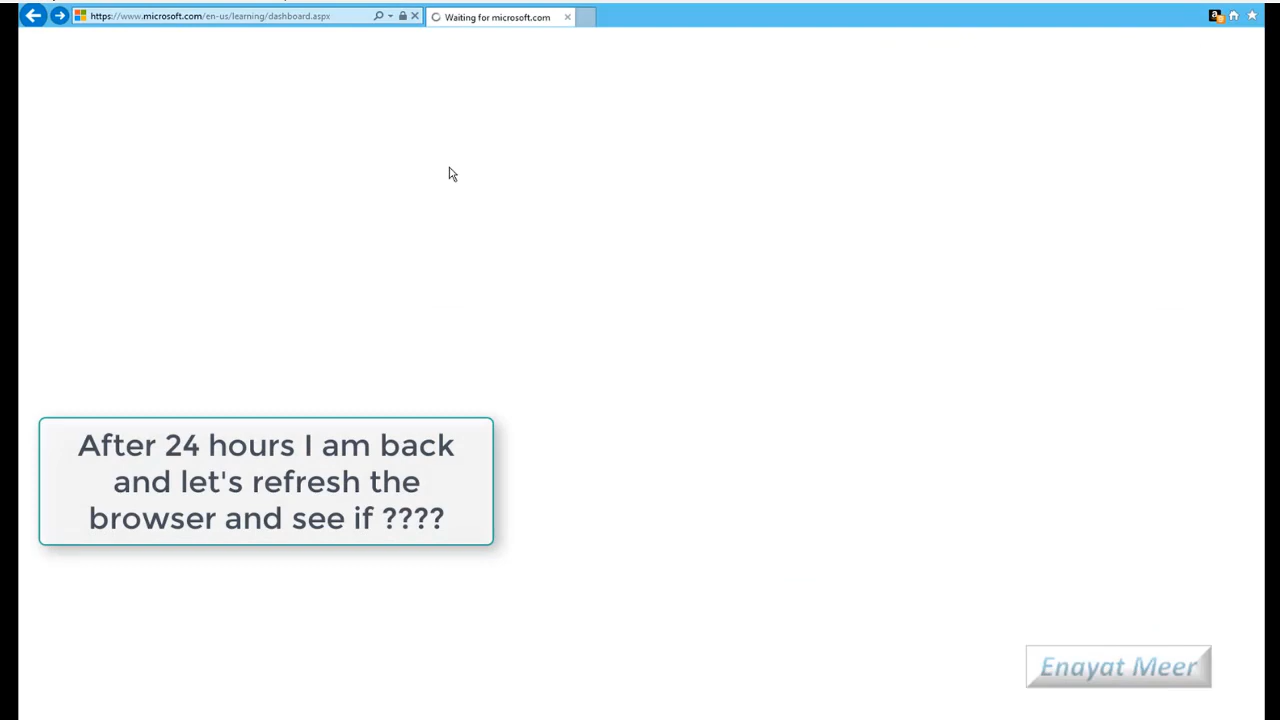 https://www.microsoft.com/en-us/learning/dashboard.aspx
Waiting for microsoft.com
After 24 hours I am back
and let's refresh the
browser and see if ????
Enayat Meer